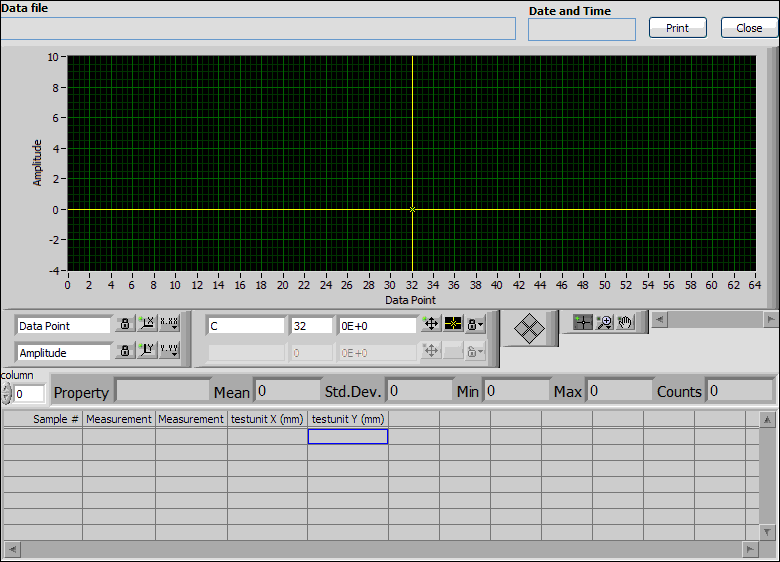 Data file
Date and Time
Print Close
10
8
6
4
2
0
-2
-4
Amplitude
0 2 4 6 8 10 12 14 16 18 20 22 24 26 28 30 32 34 36 38 40 42 44 46 48 50 52 54 56 58 60 62 64
Data Point
Data Point X X.XX C 32 0E+0
Amplitude Y Y.YY 0 0E+0
column
0 Property Mean 0 Std.Dev. 0 Min 0 Max 0 Counts 0
Sample # Measurement Measurement testunit X (mm) testunit Y (mm)